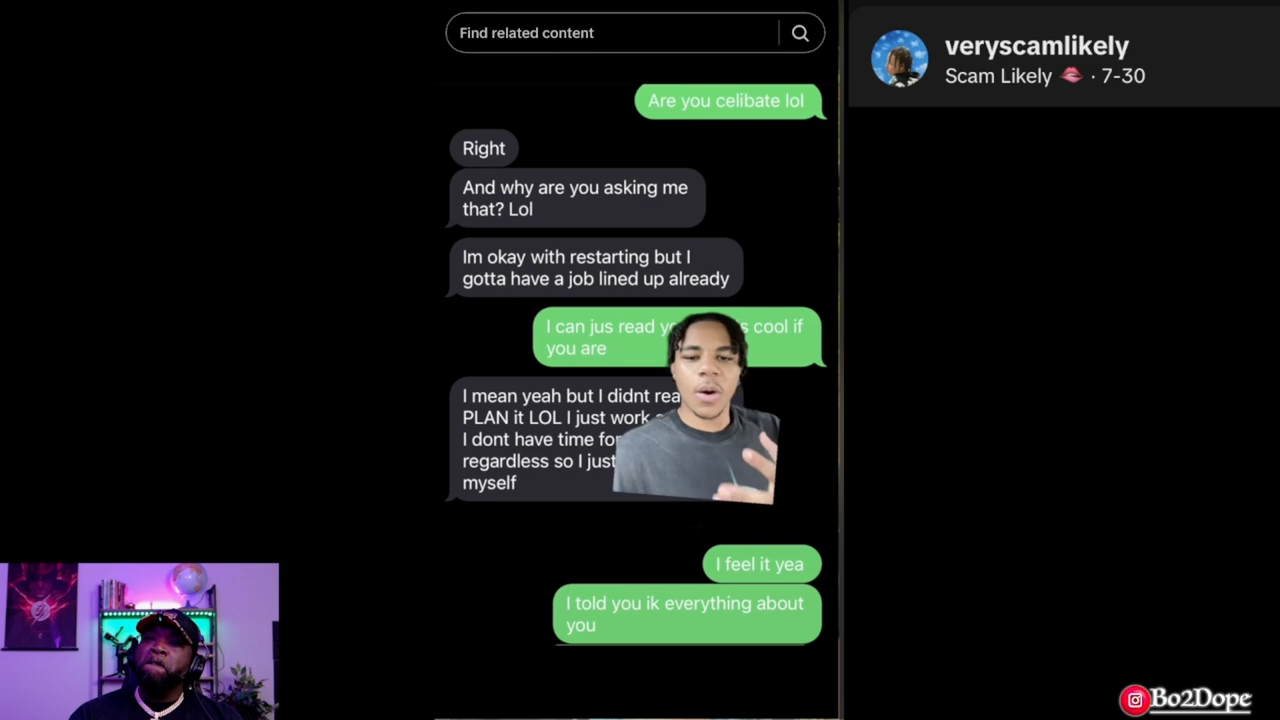 Find related content
veryscamlikely
Scam Likely 💋 · 7-30
Are you celibate lol
Right
And why are you asking me
that? Lol
Im okay with restarting but I
gotta have a job lined up already
I can jus read cool if
you are
I mean yeah but I didnt
PLAN it LOL I just work
I dont have time for
regardless so I just
myself
I feel it yea
I told you ik everything about
you
Bo2Dope